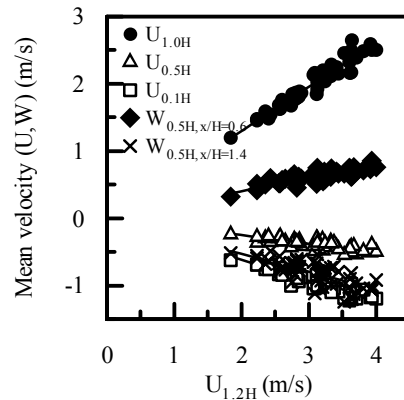 Mean velocity (U,W) (m/s)
3
2
1
0
-1
U1.0H
U0.5H
U0.1H
W0.5H,x/H=0.6
W0.5H,x/H=1.4
0 1 2 3 4
U1.2H (m/s)